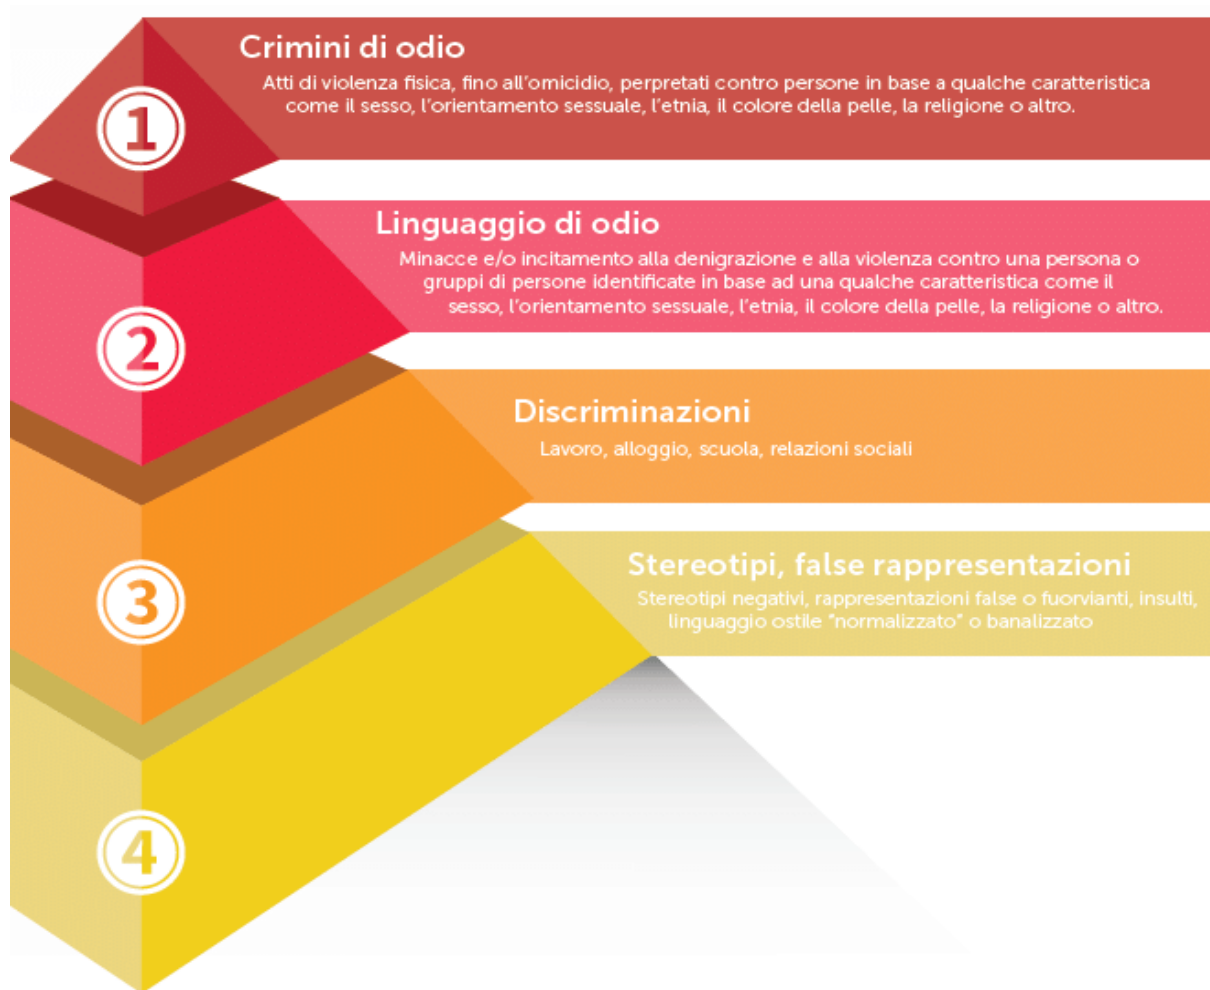 1
Crimini di odio
Atti di violenza fisica, fino all'omicidio, perpretati contro persone in base a qualche caratteristica
come il sesso, l'orientamento sessuale, l'etnia, il colore della pelle, la religione o altro.
2
Linguaggio di odio
Minacce e/o incitamento alla denigrazione e alla violenza contro una persona o
gruppi di persone identificate in base ad una qualche caratteristica come il
sesso, l'orientamento sessuale, l'etnia, il colore della pelle, la religione o altro.
3
Discriminazioni
Lavoro, alloggio, scuola, relazioni sociali
4
Stereotipi, false rappresentazioni
Stereotipi negativi, rappresentazioni false o fuorvianti, insulti,
linguaggio ostile "normalizzato" o banalizzato